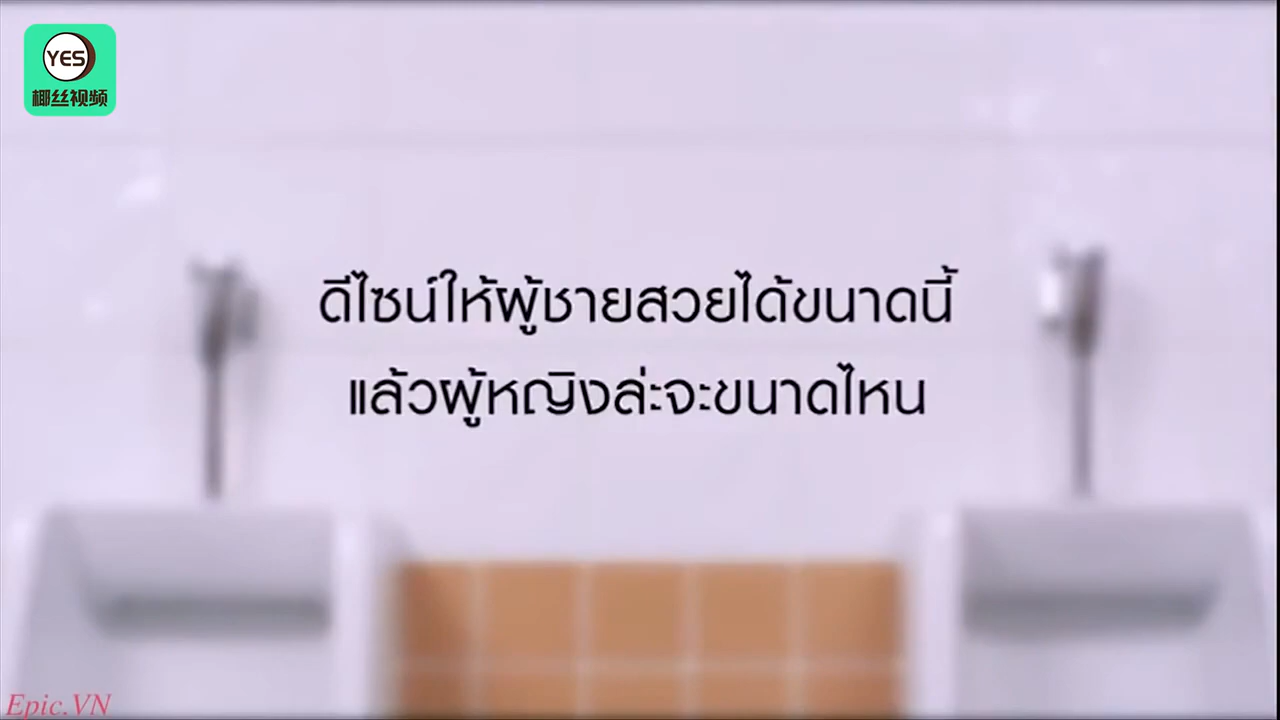 YES
椰丝视频
ดีไซน์ให้ผู้ชายสวยได้ขนาดนี้
แล้วผู้หญิงล่ะจะขนาดไหน
Epic.VN